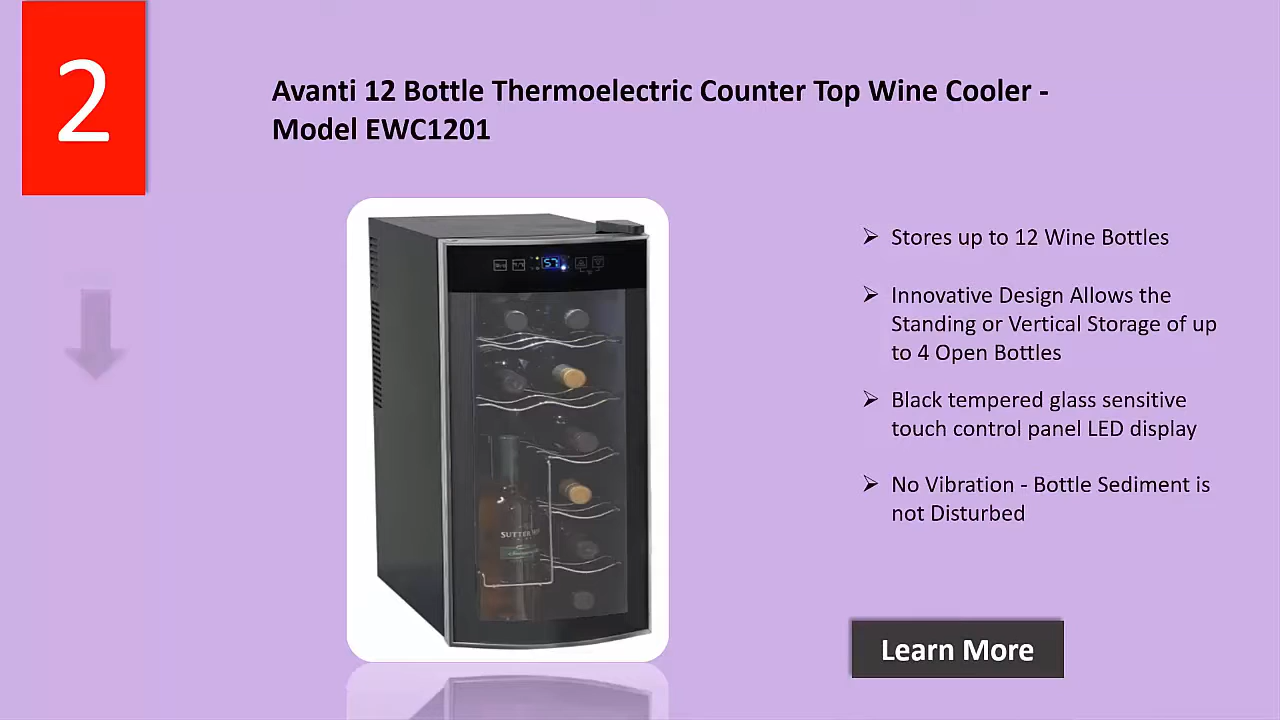 2
Avanti 12 Bottle Thermoelectric Counter Top Wine Cooler -
Model EWC1201
Stores up to 12 Wine Bottles
Innovative Design Allows the
Standing or Vertical Storage of up
to 4 Open Bottles
Black tempered glass sensitive
touch control panel LED display
No Vibration - Bottle Sediment is
not Disturbed
57
SUTTER
Learn More